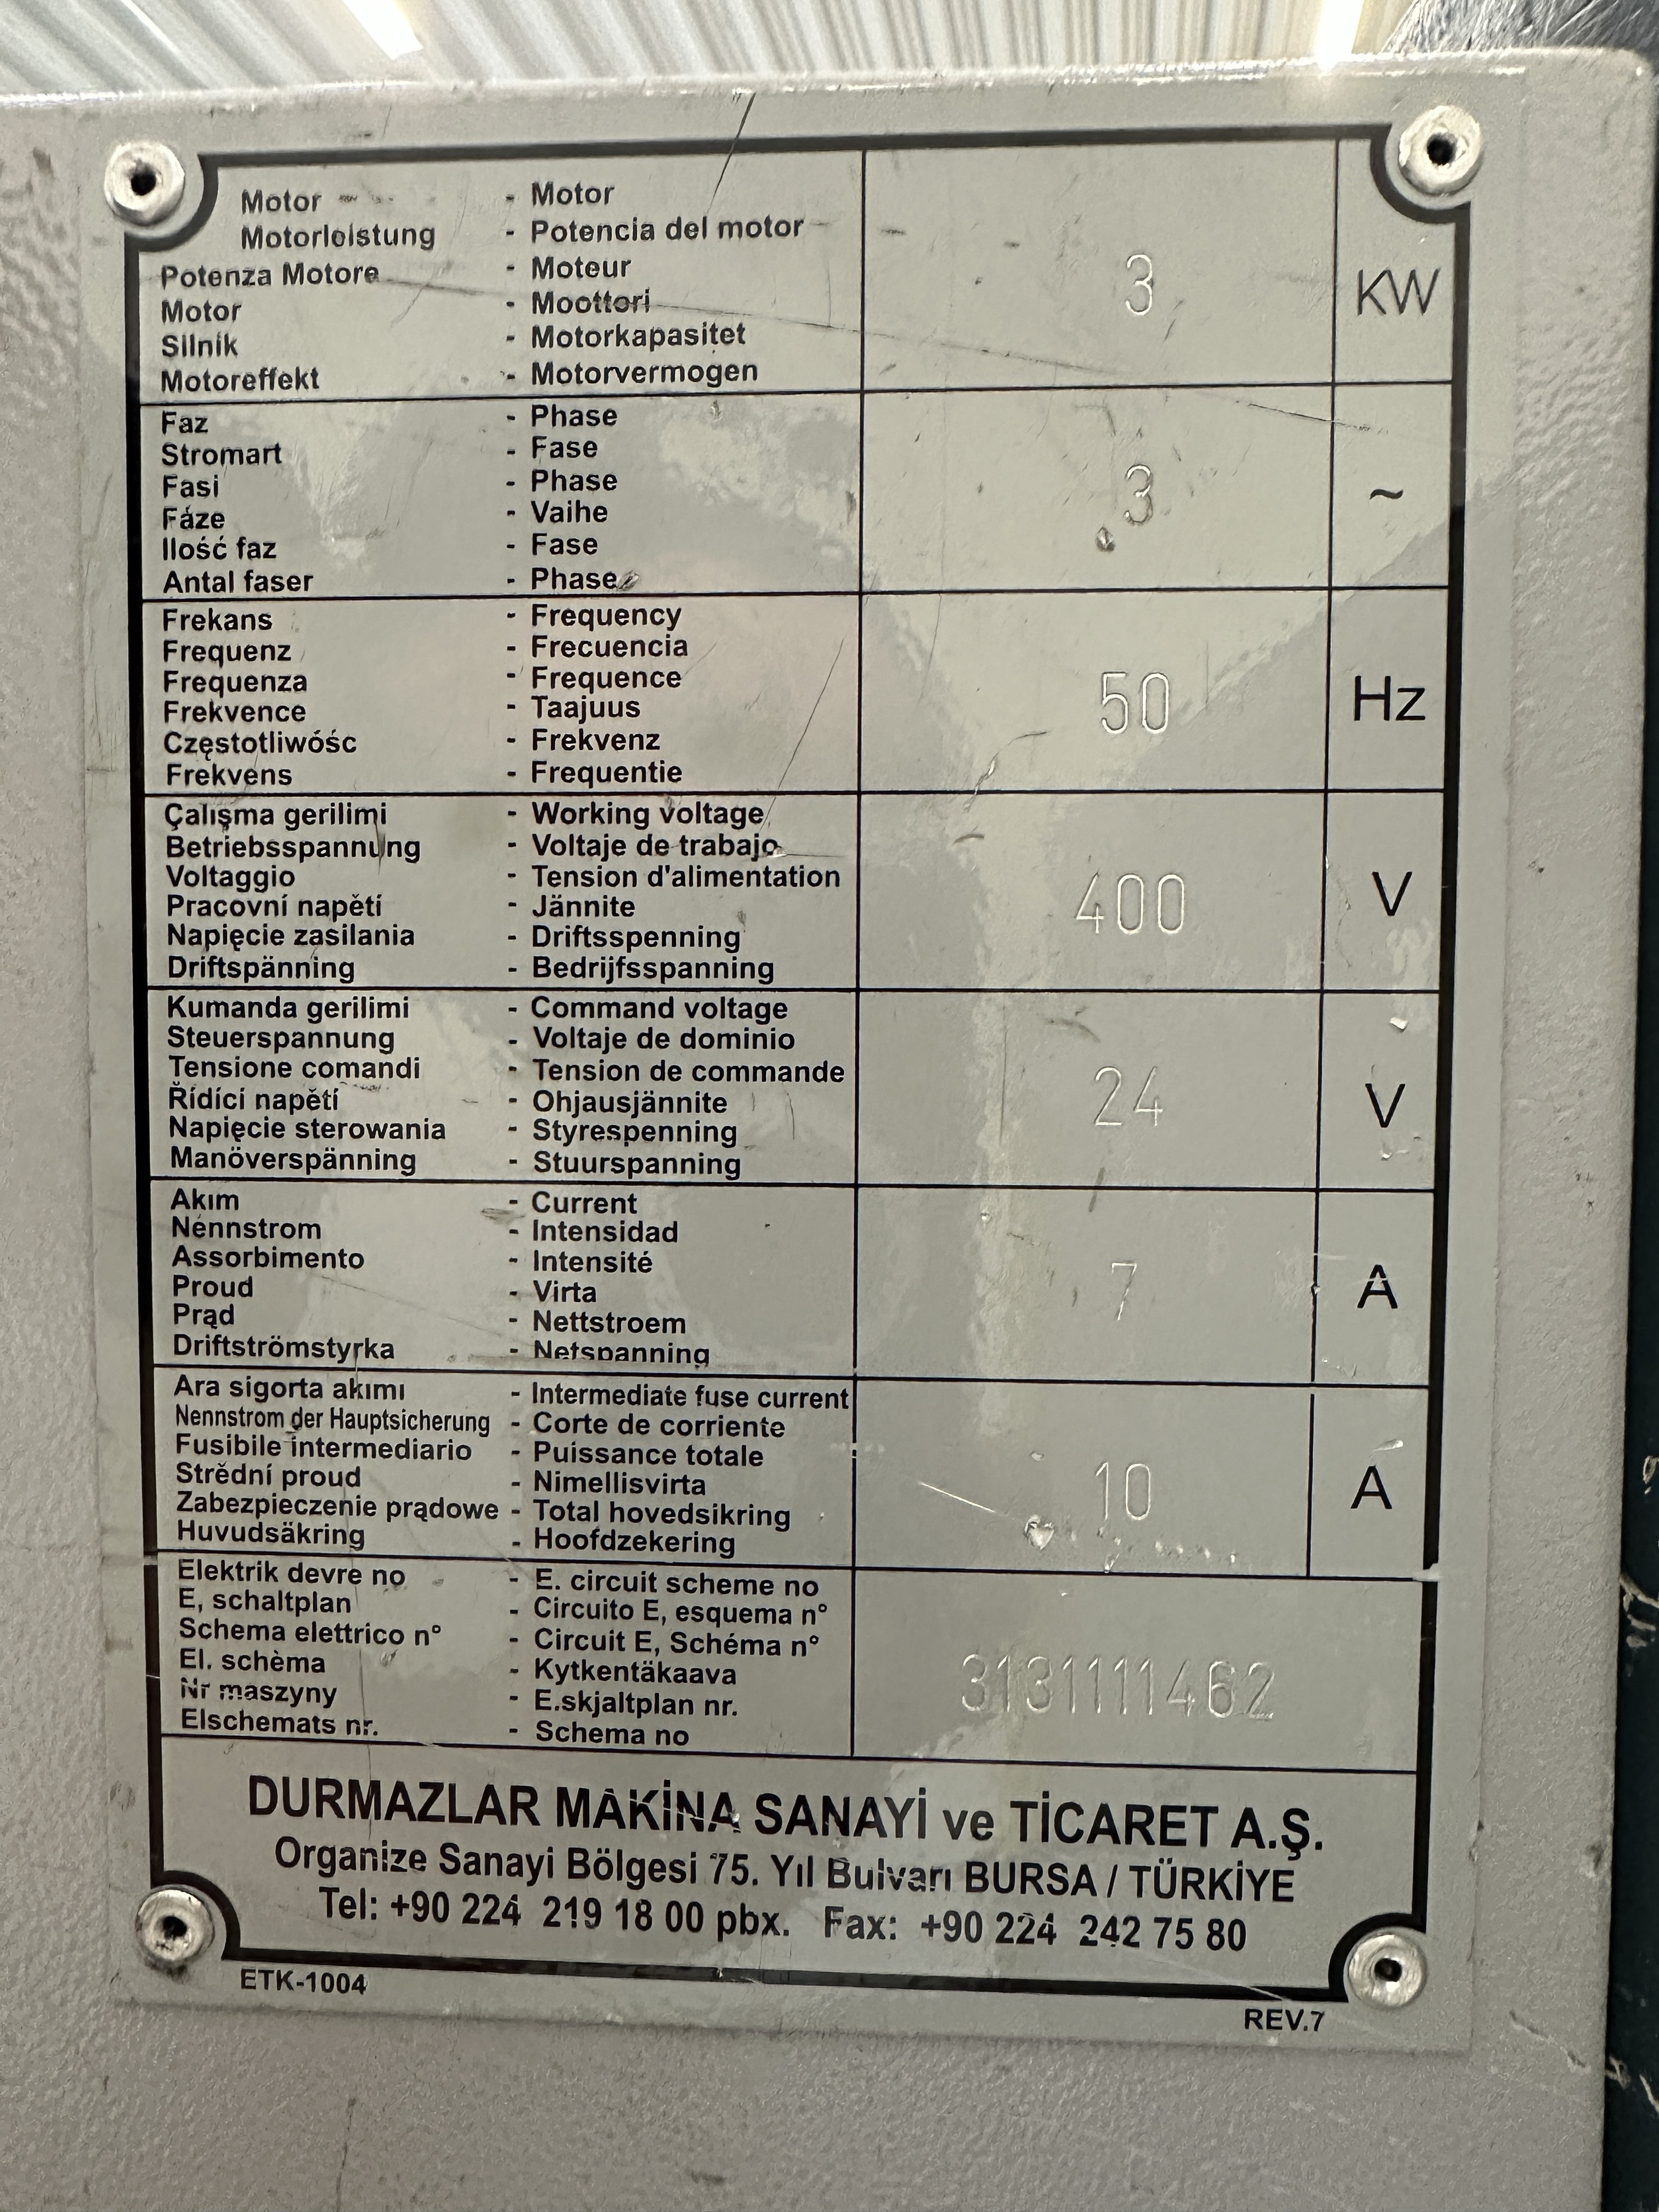 Motor - Motor
Motorleistung - Potencia del motor
Potenza Motore - Moteur
Motor - Moottori
Silnik - Motorkapasitet
Motoreffekt - Motorvermogen
3 KW
Faz - Phase
Stromart - Fase
Fasi - Phase
Fáze - Vaihe
Ilość faz - Fase
Antal faser - Phase
3 ~
Frekans - Frequency
Frequenz - Frecuencia
Frequenza - Frequence
Frekvence - Taajuus
Częstotliwóśc - Frekvenz
Frekvens - Frequentie
50 Hz
Çalışma gerilimi - Working voltage
Betriebsspannung - Voltaje de trabajo
Voltaggio - Tension d'alimentation
Pracovní napětí - Jännite
Napięcie zasilania - Driftsspenning
Driftspänning - Bedrijfsspanning
400 V
Kumanda gerilimi - Command voltage
Steuerspannung - Voltaje de dominio
Tensione comandi - Tension de commande
Řídící napětí - Ohjausjännite
Napięcie sterowania - Styrespenning
Manöverspänning - Stuurspanning
24 V
Akım - Current
Nennstrom - Intensidad
Assorbimento - Intensité
Proud - Virta
Prąd - Nettstroem
Driftströmstyrka - Netspanning
7 A
Ara sigorta akımı - Intermediate fuse current
Nennstrom der Hauptsicherung - Corte de corriente
Fusibile intermediario - Puissance totale
Strědní proud - Nimellisvirta
Zabezpieczenie prądowe - Total hovedsikring
Huvudsäkring - Hoofdzekering
10 A
Elektrik devre no - E. circuit scheme no
E, schaltplan - Circuito E, esquema n°
Schema elettrico n° - Circuit E, Schéma n°
El. schèma - Kytkentäkaava
Nr maszyny - E.skjaltplan nr.
Elschemats nr. - Schema no
3131111462
DURMAZLAR MAKİNA SANAYİ ve TİCARET A.Ş.
Organize Sanayi Bölgesi 75. Yıl Bulvarı BURSA / TÜRKİYE
Tel: +90 224 219 18 00 pbx. Fax: +90 224 242 75 80
ETK-1004
REV.7